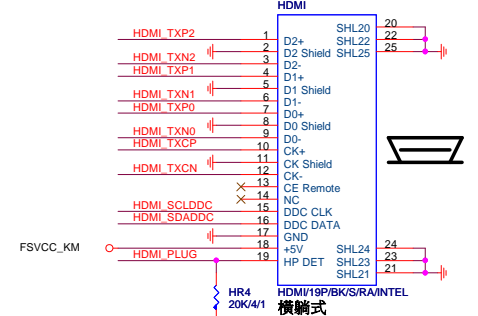 HDMI
HDMI_TXP2 1 D2+ SHL20 20
2 D2 Shield SHL22 22
HDMI_TXN2 3 D2- SHL25 25
HDMI_TXP1 4 D1+
5 D1 Shield
HDMI_TXN1 6 D1-
HDMI_TXP0 7 D0+
8 D0 Shield
HDMI_TXN0 9 D0-
HDMI_TXCP 10 CK+
11 CK Shield
HDMI_TXCN 12 CK-
13 CE Remote
14 NC
HDMI_SCLDDC 15 DDC CLK
HDMI_SDADDC 16 DDC DATA
17 GND
FSVCC_KM 18 +5V SHL24 24
HDMI_PLUG 19 HP DET SHL23 23
SHL21 21
HR4 HDMI/19P/BK/S/RA/INTEL
20K/4/1 橫躺式